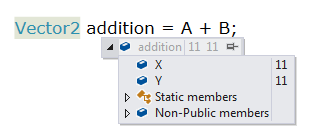 Vector2 addition = A + B;
addition 11 11
X 11
Y 11
Static members
Non-Public members